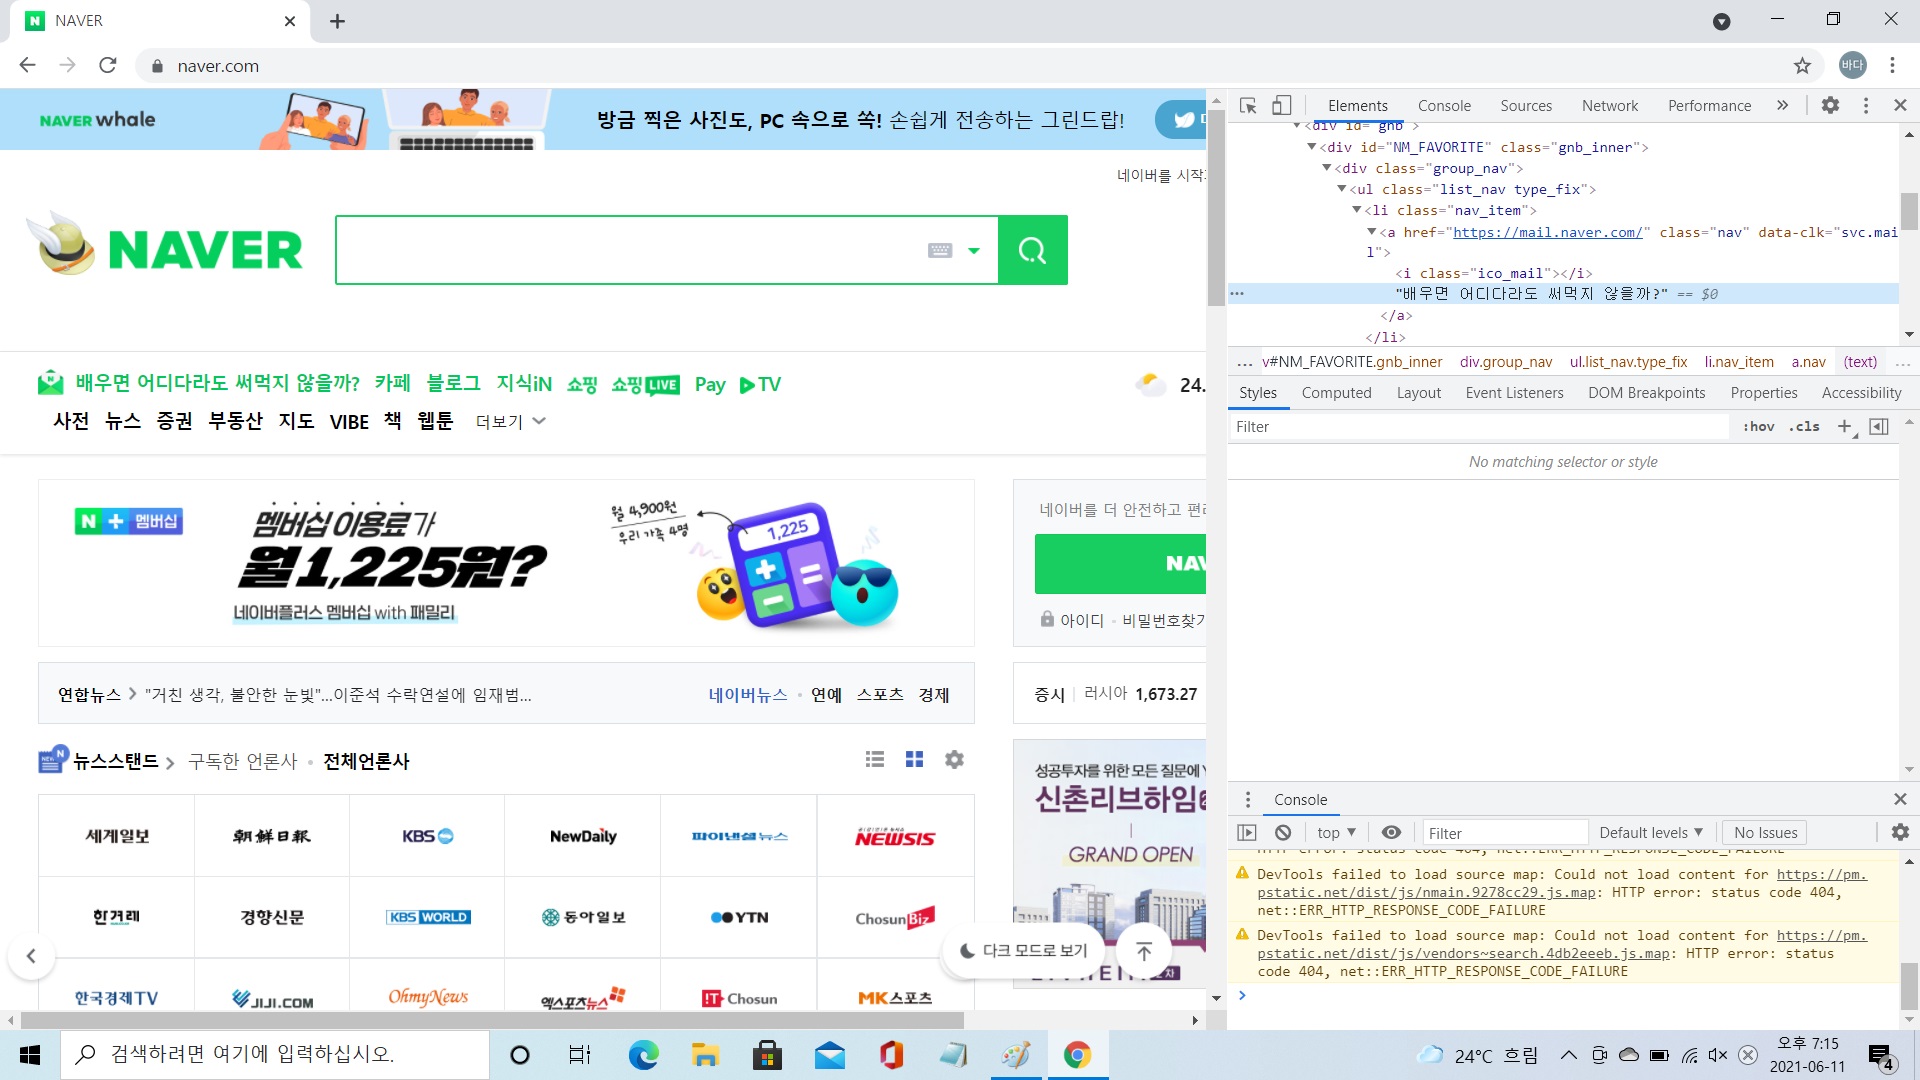 NAVER
naver.com
바다
NAVER whale
방금 찍은 사진도, PC 속으로 쏙! 손쉽게 전송하는 그린드랍!
네이버를 시작
NAVER
배우면 어디다라도 써먹지 않을까? 카페 블로그 지식iN 쇼핑 쇼핑LIVE Pay TV
24.
사전 뉴스 증권 부동산 지도 VIBE 책 웹툰 더보기
N + 멤버십
멤버십 이용료가
월 1,225원?
네이버플러스 멤버십 with 패밀리
월 4,900원
우리 가족 4명
1,225
네이버를 더 안전하고 편리
NAV
아이디 · 비밀번호찾기
연합뉴스 > "거친 생각, 불안한 눈빛"...이준석 수락연설에 임재범...
네이버뉴스 · 연예 스포츠 경제
증시 러시아 1,673.27
뉴스스탠드 > 구독한 언론사 · 전체언론사
세계일보 朝鮮日報 KBS NewDaily 파이낸셜뉴스 NEWSIS
한겨레 경향신문 KBS WORLD 동아일보 YTN ChosunBiz
한국경제TV JIJI.COM OhmyNews 엑스포츠뉴스 IT Chosun MK스포츠
성공투자를 위한 모든 질문에 Y
신촌리브하임2
GRAND OPEN
다크 모드로 보기
Elements Console Sources Network Performance »
<div id="gnb">
<div id="NM_FAVORITE" class="gnb_inner">
<div class="group_nav">
<ul class="list_nav type_fix">
<li class="nav_item">
<a href="https://mail.naver.com/" class="nav" data-clk="svc.mai
l">
<i class="ico_mail"></i>
"배우면 어디다라도 써먹지 않을까?" == $0
</a>
</li>
... v#NM_FAVORITE.gnb_inner div.group_nav ul.list_nav.type_fix li.nav_item a.nav (text) ...
Styles Computed Layout Event Listeners DOM Breakpoints Properties Accessibility
Filter :hov .cls +
No matching selector or style
Console
top Filter Default levels No Issues
HTTP error: status code 404, net::ERR_HTTP_RESPONSE_CODE_FAILURE
DevTools failed to load source map: Could not load content for https://pm.
pstatic.net/dist/js/nmain.9278cc29.js.map: HTTP error: status code 404,
net::ERR_HTTP_RESPONSE_CODE_FAILURE
DevTools failed to load source map: Could not load content for https://pm.
pstatic.net/dist/js/vendors~search.4db2eeeb.js.map: HTTP error: status
code 404, net::ERR_HTTP_RESPONSE_CODE_FAILURE
검색하려면 여기에 입력하십시오.
24°C 흐림
오후 7:15
2021-06-11
4